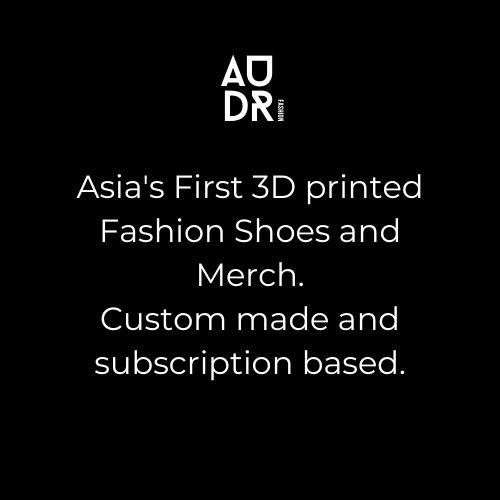 AU
DR
FASHION
Asia's First 3D printed
Fashion Shoes and
Merch.
Custom made and
subscription based.